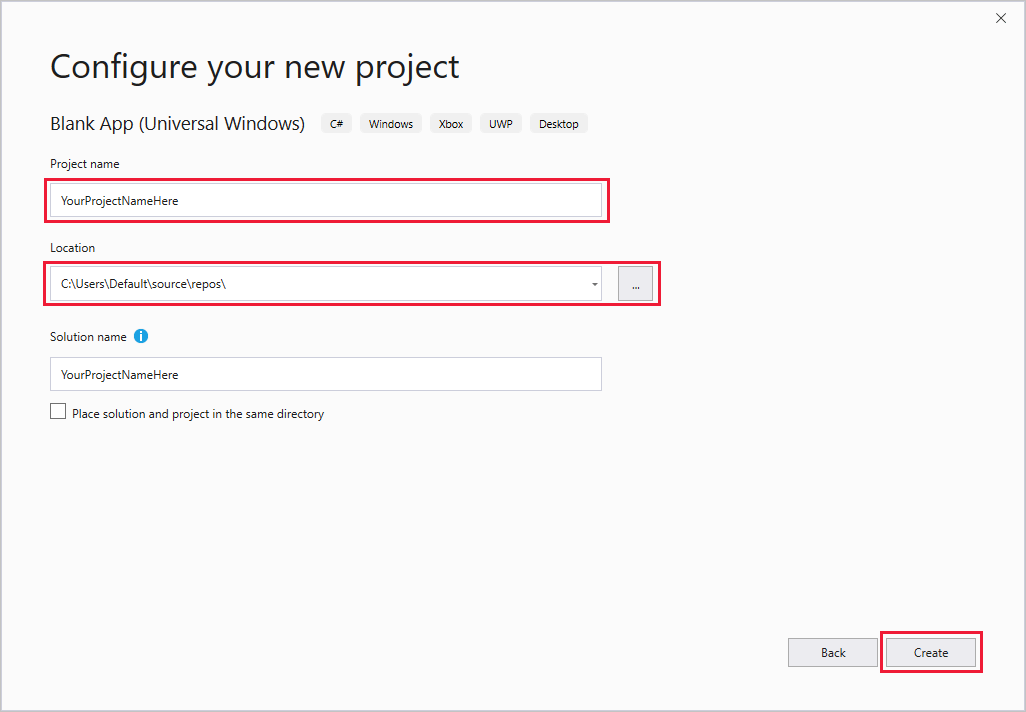 Configure your new project
Blank App (Universal Windows) C# Windows Xbox UWP Desktop
Project name
YourProjectNameHere
Location
C:\Users\Default\source\repos\
...
Solution name i
YourProjectNameHere
Place solution and project in the same directory
Back Create